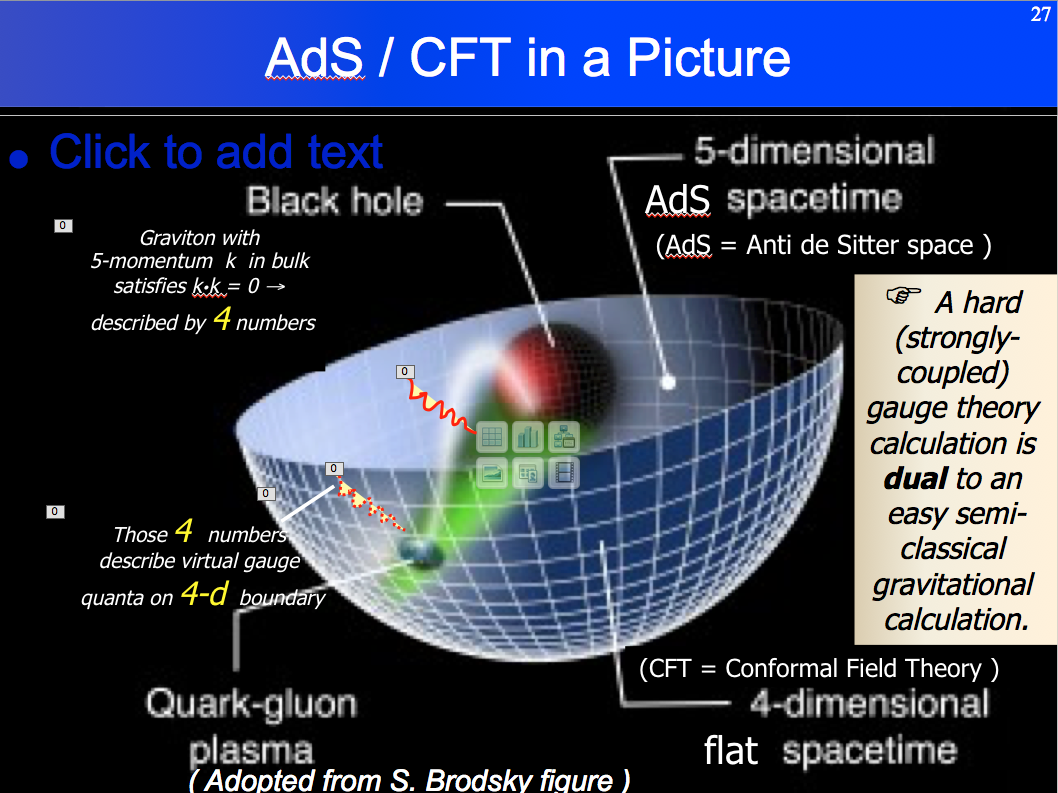 27
AdS / CFT in a Picture
• Click to add text
Black hole
5-dimensional
AdS spacetime
(AdS = Anti de Sitter space )
0
Graviton with
5-momentum k in bulk
satisfies k•k = 0 →
described by 4 numbers
0
☞ A hard
(strongly-
coupled)
gauge theory
calculation is
dual to an
easy semi-
classical
gravitational
calculation.
0
0
0
Those 4 numbers
describe virtual gauge
quanta on 4-d boundary
(CFT = Conformal Field Theory )
Quark-gluon
plasma
4-dimensional
flat spacetime
( Adopted from S. Brodsky figure )